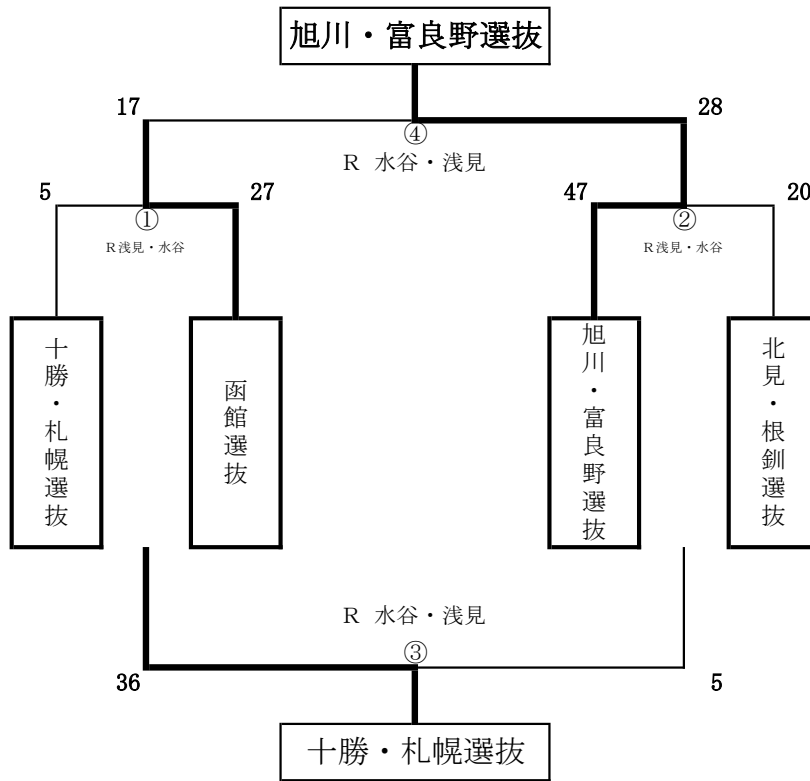 旭川・富良野選抜
17
28
④
R 水谷・浅見
5
27
47
20
①
②
R浅見・水谷
R浅見・水谷
十勝・札幌選抜
函館選抜
旭川・富良野選抜
北見・根釧選抜
R 水谷・浅見
③
36
5
十勝・札幌選抜